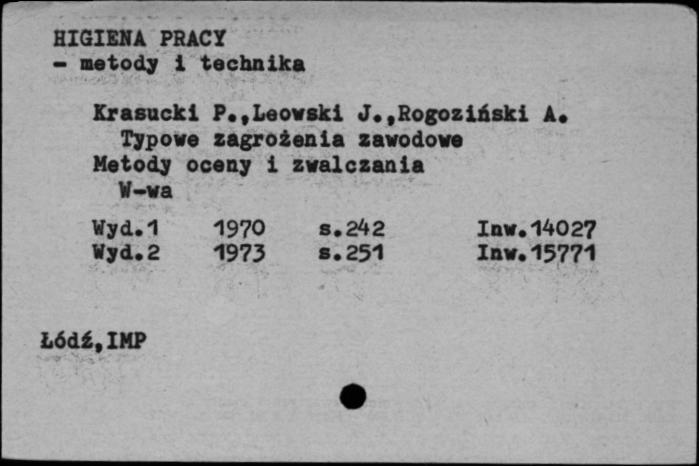 HIGIENA PRACY
- metody i technika
Krasucki P.,Leowski J.,Rogoziński A.
Typowe zagrożenia zawodowe
Metody oceny i zwalczania
W-wa
Wyd.1 1970 s.242 Inw.14027
Wyd.2 1973 s.251 Inw.15771
Łódź,IMP